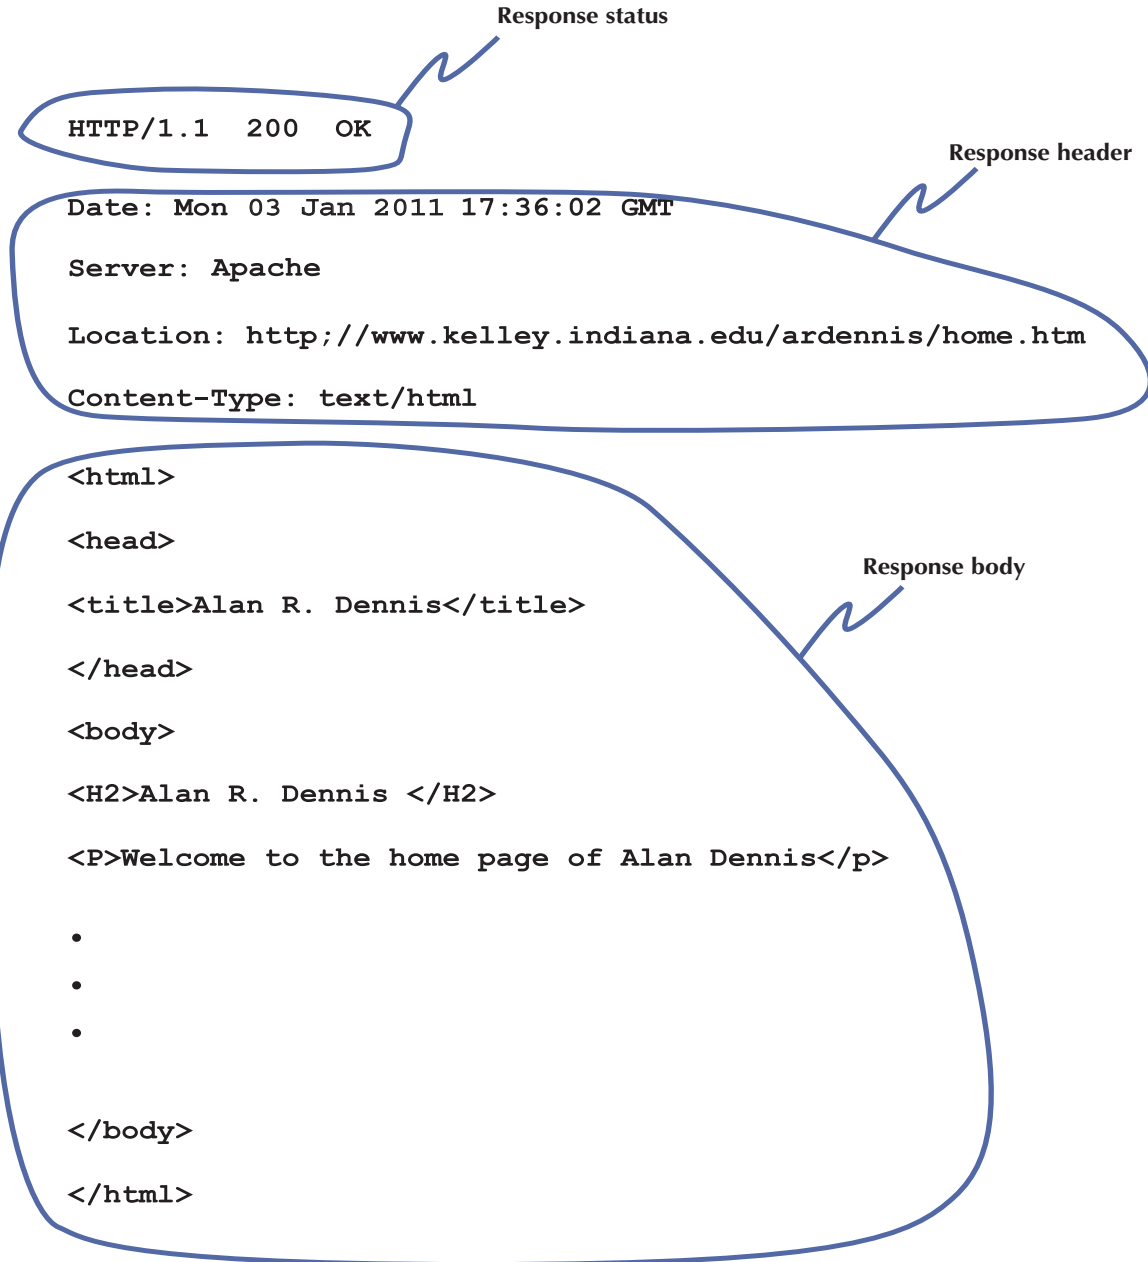 Response status
HTTP/1.1 200 OK
Response header
Date: Mon 03 Jan 2011 17:36:02 GMT
Server: Apache
Location: http;//www.kelley.indiana.edu/ardennis/home.htm
Content-Type: text/html
<html>
<head>
Response body
<title>Alan R. Dennis</title>
</head>
<body>
<H2>Alan R. Dennis </H2>
<P>Welcome to the home page of Alan Dennis</p>
•
•
•
</body>
</html>